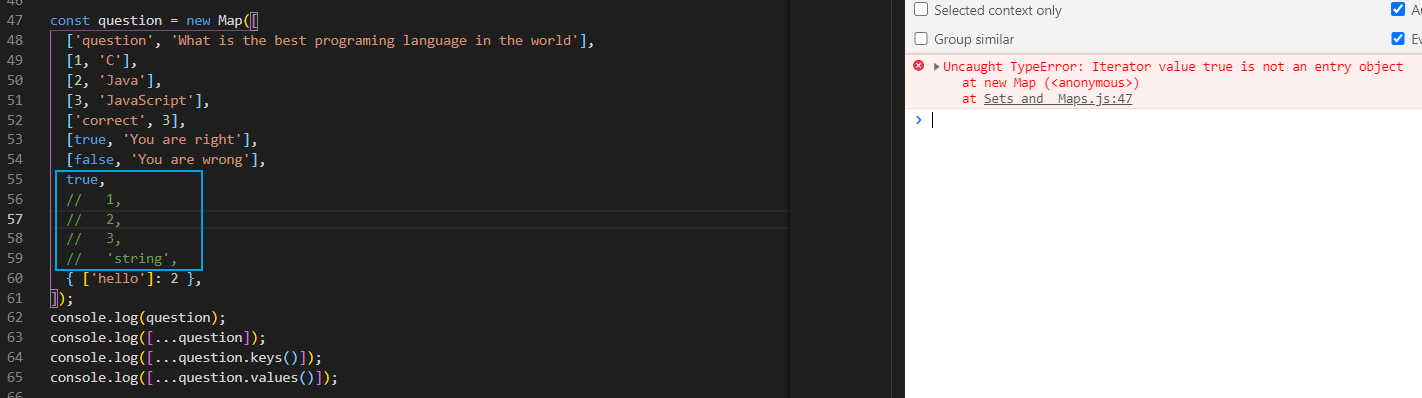 46
47 const question = new Map([
48 ['question', 'What is the best programing language in the world'],
49 [1, 'C'],
50 [2, 'Java'],
51 [3, 'JavaScript'],
52 ['correct', 3],
53 [true, 'You are right'],
54 [false, 'You are wrong'],
55 true,
56 // 1,
57 // 2,
58 // 3,
59 // 'string',
60 { ['hello']: 2 },
61 ]);
62 console.log(question);
63 console.log([...question]);
64 console.log([...question.keys()]);
65 console.log([...question.values()]);
66
Selected context only
Au
Group similar
Ev
Uncaught TypeError: Iterator value true is not an entry object
at new Map (<anonymous>)
at Sets and  Maps.js:47